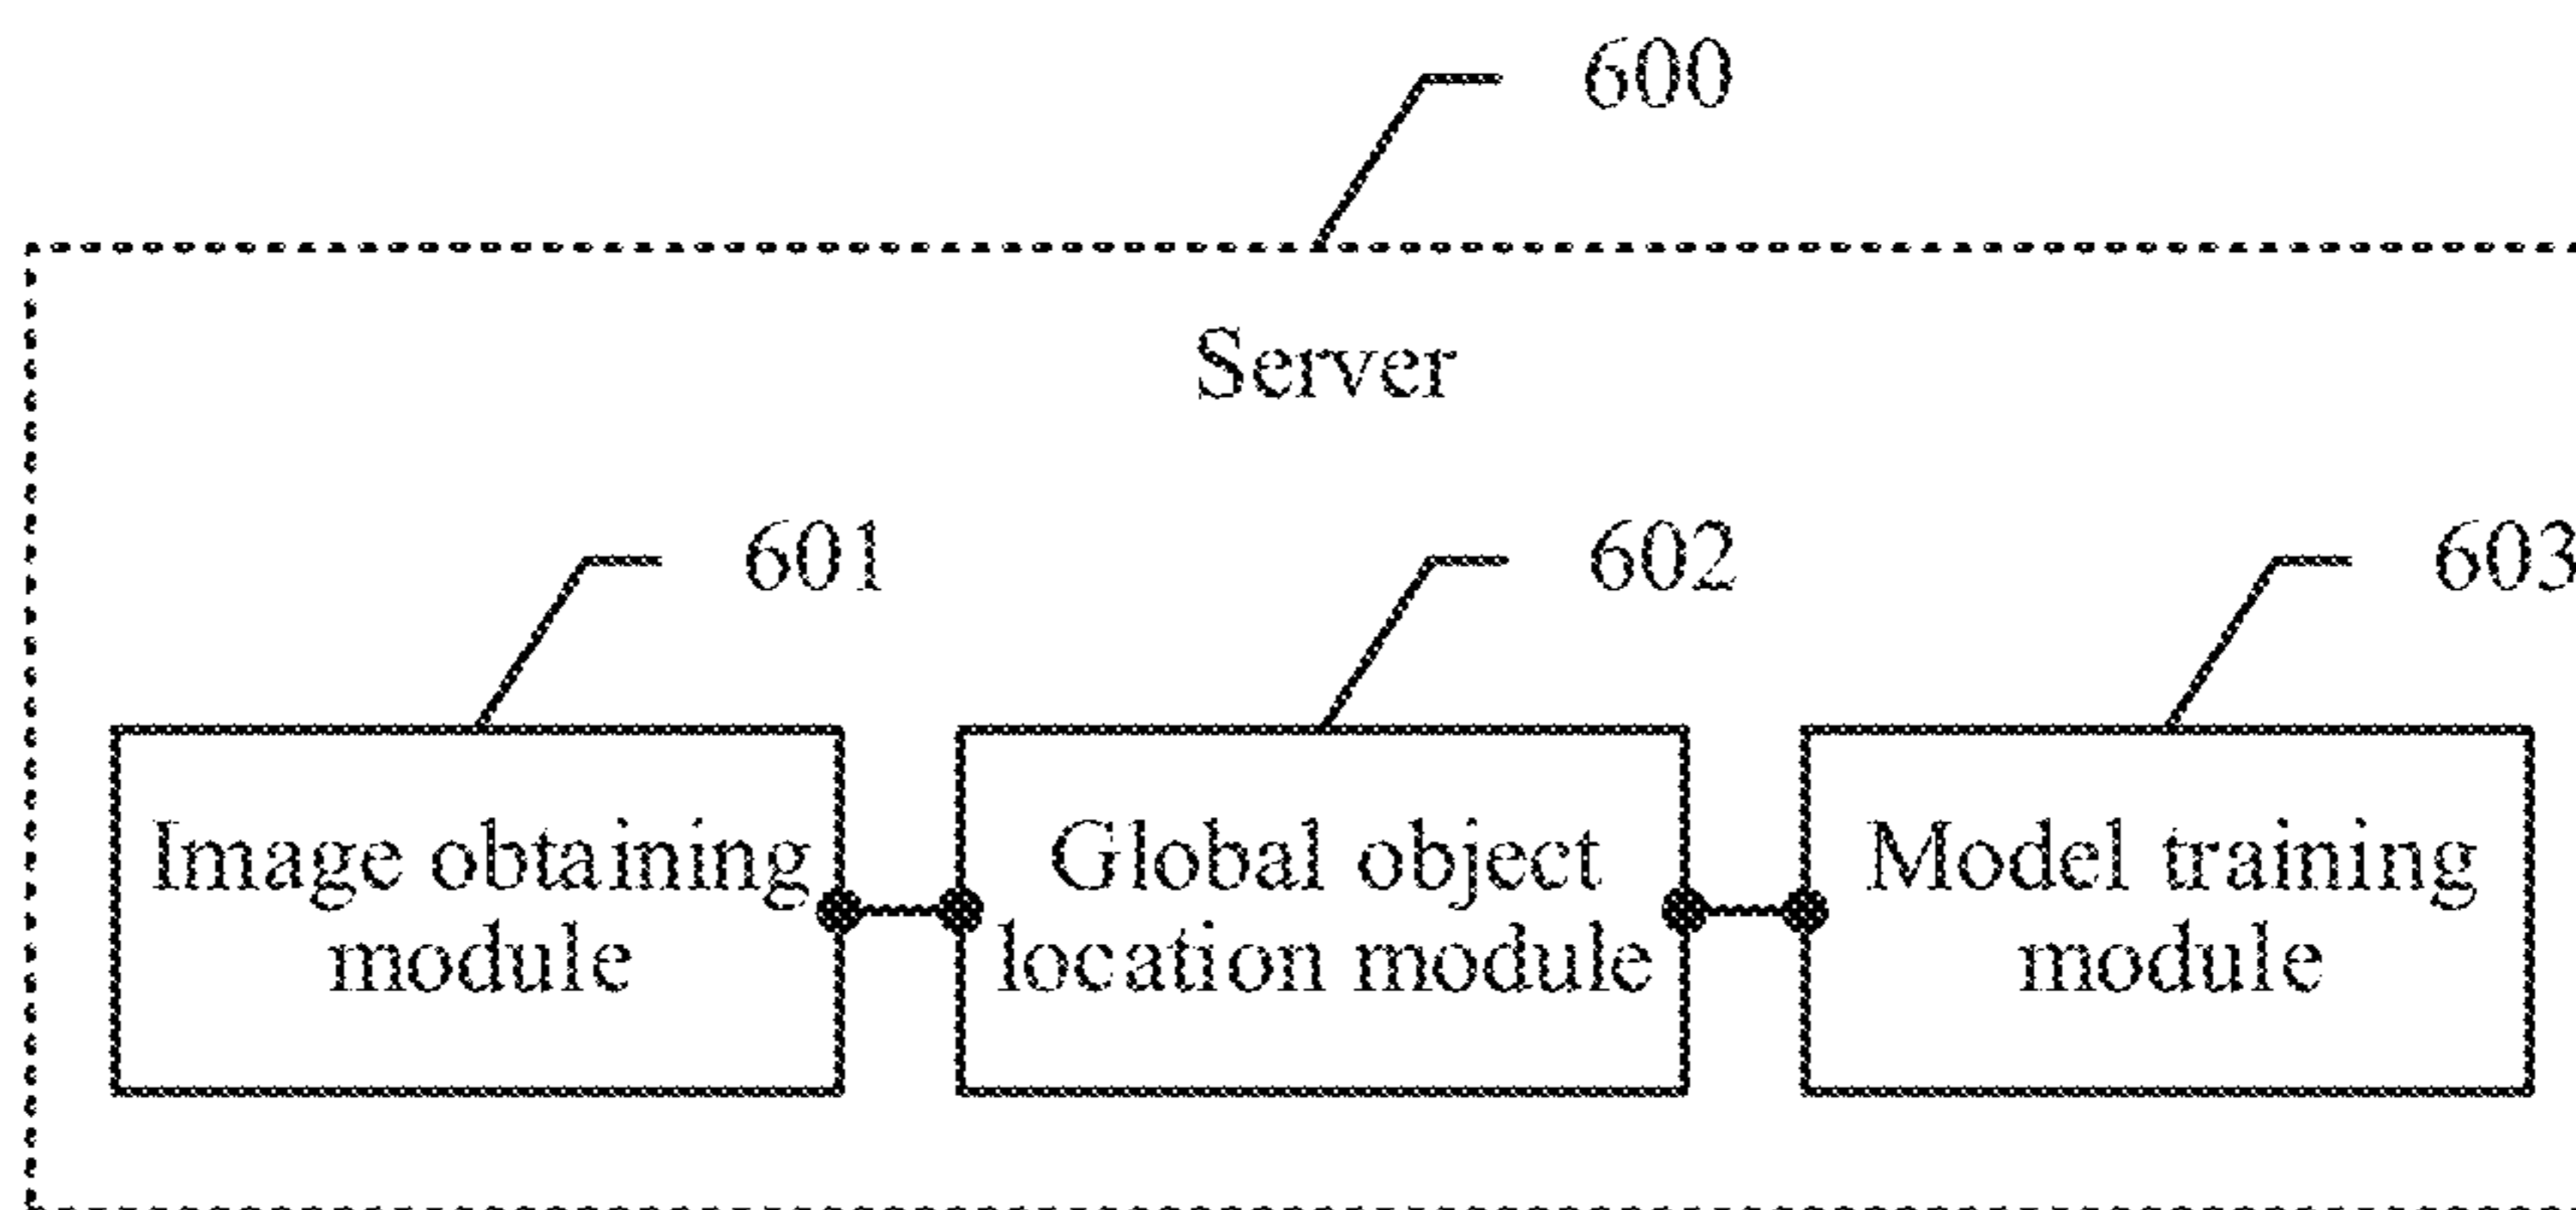 600
Server
601
602
603
Image obtaining
module
Global object
location module
Model training
module